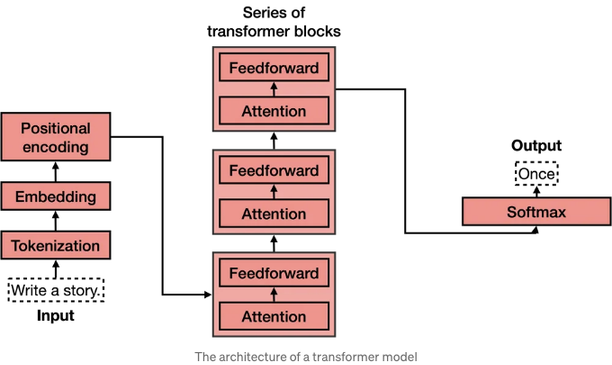 Series of
transformer blocks
Feedforward
Attention
Feedforward
Attention
Feedforward
Attention
Positional
encoding
Embedding
Tokenization
Write a story.
Input
Output
Once
Softmax
The architecture of a transformer model